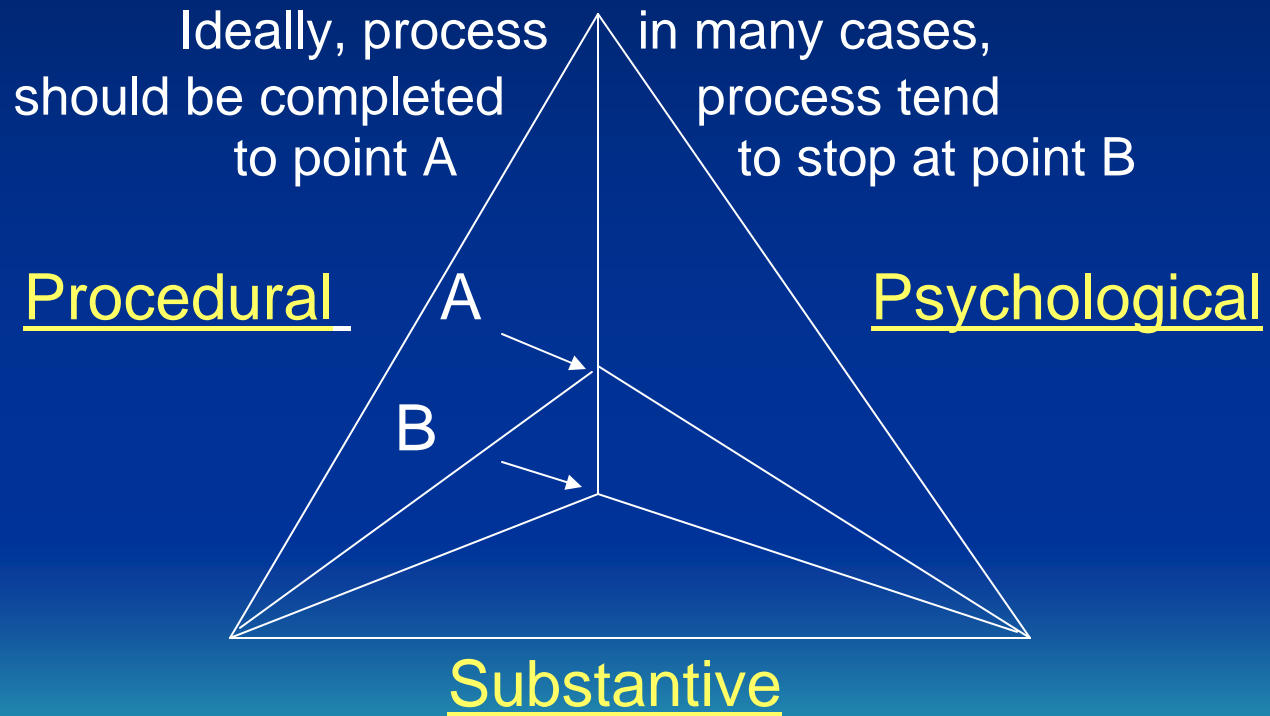 Ideally, process
should be completed
to point A
in many cases,
process tend
to stop at point B
Procedural
A
Psychological
B
Substantive